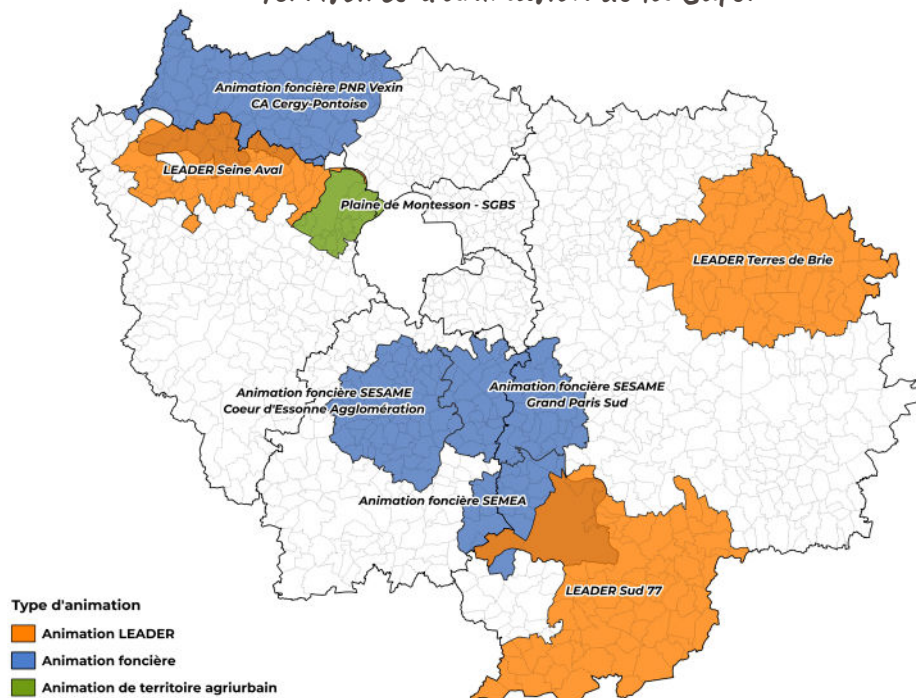 Animation foncière PNR Vexin
CA Cergy-Pontoise
LEADER Seine Aval
Plaine de Montesson - SGBS
LEADER Terres de Brie
Animation foncière SESAME
Coeur d'Essonne Agglomération
Animation foncière SESAME
Grand Paris Sud
Animation foncière SEMEA
LEADER Sud 77
Type d'animation
Animation LEADER
Animation foncière
Animation de territoire agriurbain